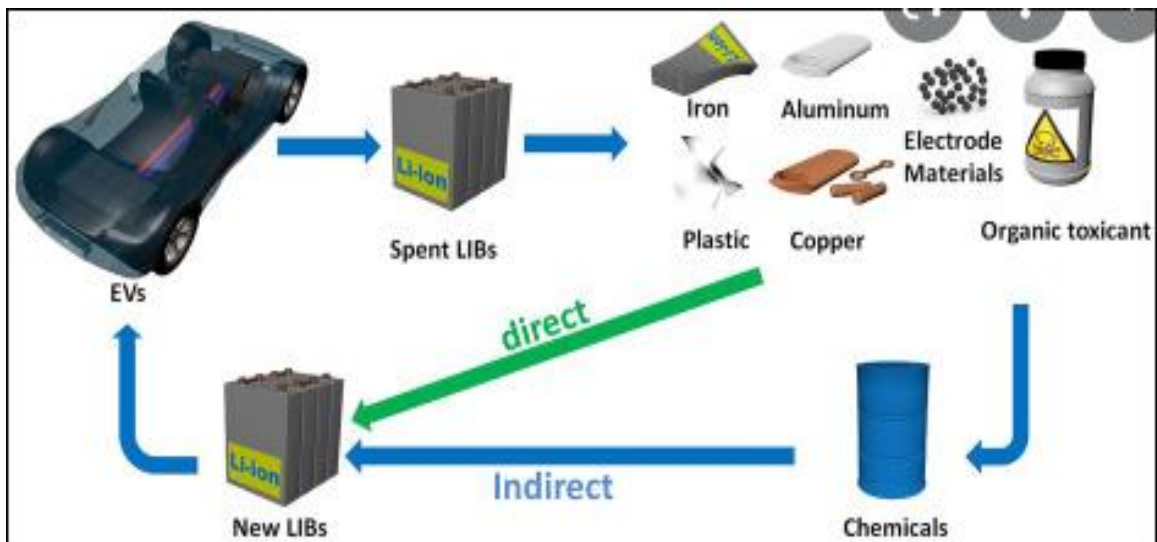 Iron
Aluminum
Electrode
Materials
Li-Ion
Spent LIBs
Plastic
Copper
Organic toxicant
EVs
direct
Li-Ion
Indirect
New LIBs
Chemicals